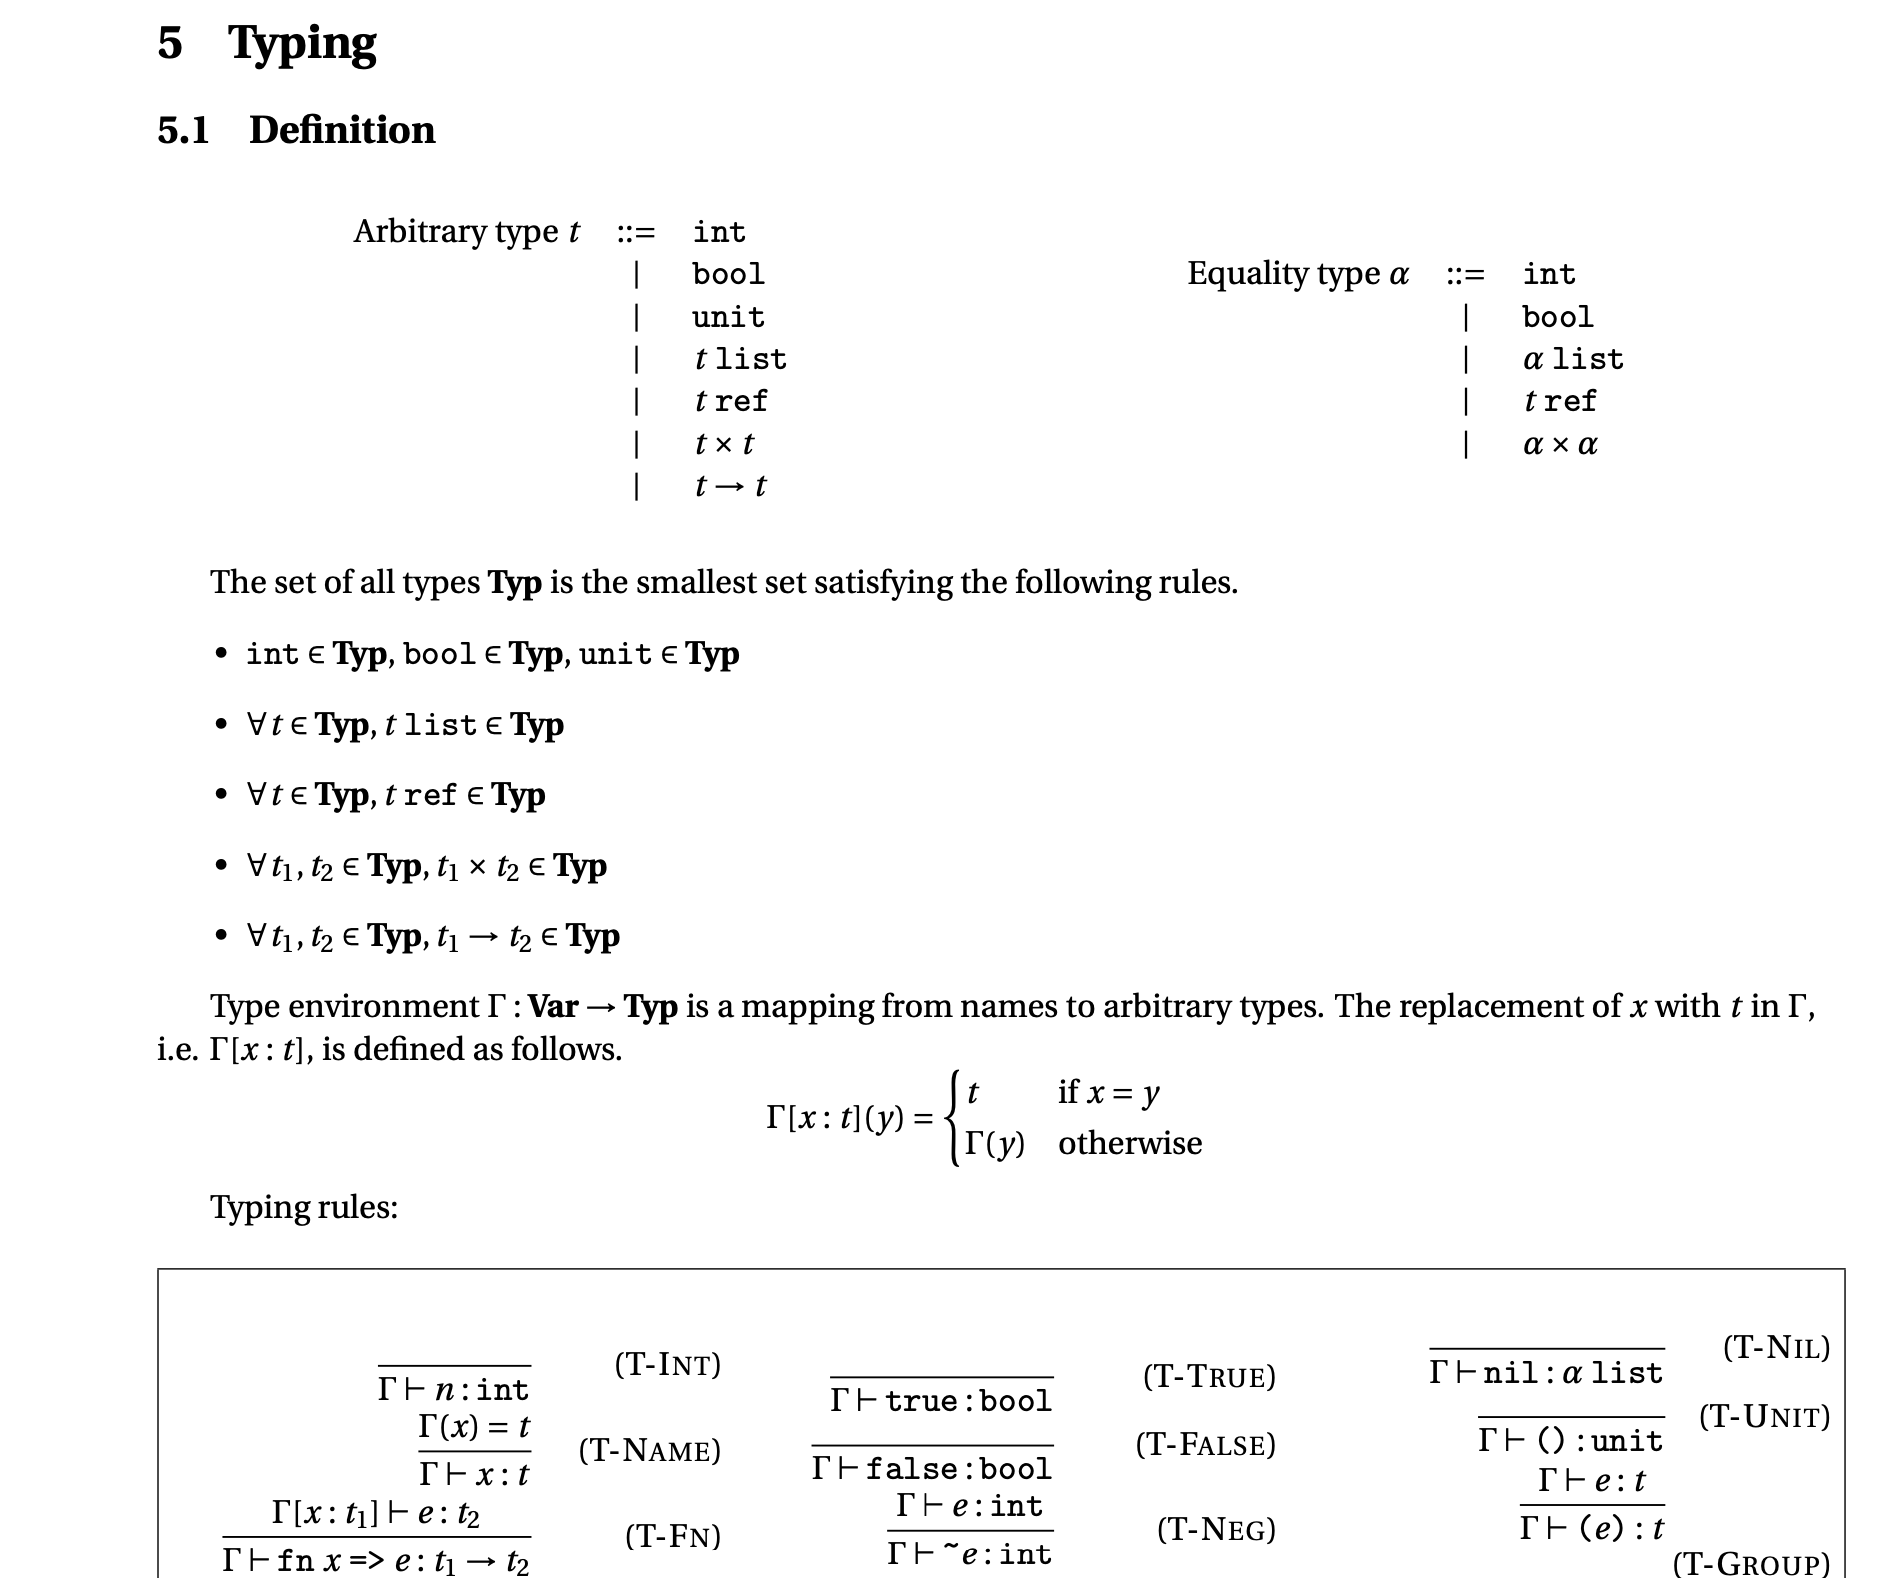 5 Typing
5.1 Definition
Arbitrary type t ::= int
| bool
| unit
| t list
| t ref
| t × t
| t → t
Equality type α ::= int
| bool
| α list
| t ref
| α × α
The set of all types Typ is the smallest set satisfying the following rules.
• int ∈ Typ, bool ∈ Typ, unit ∈ Typ
• ∀t ∈ Typ, t list ∈ Typ
• ∀t ∈ Typ, t ref ∈ Typ
• ∀t₁, t₂ ∈ Typ, t₁ × t₂ ∈ Typ
• ∀t₁, t₂ ∈ Typ, t₁ → t₂ ∈ Typ
Type environment Γ : Var → Typ is a mapping from names to arbitrary types. The replacement of x with t in Γ,
i.e. Γ[x : t], is defined as follows.
Γ[x : t](y) = { t if x = y
Γ(y) otherwise
Typing rules:
Γ ⊢ n : int (T-INT)
Γ(x) = t
Γ ⊢ x : t (T-NAME)
Γ[x : t₁] ⊢ e : t₂
Γ ⊢ fn x => e : t₁ → t₂ (T-FN)
Γ ⊢ true : bool (T-TRUE)
Γ ⊢ false : bool (T-FALSE)
Γ ⊢ e : int
Γ ⊢ ~e : int (T-NEG)
Γ ⊢ nil : α list (T-NIL)
Γ ⊢ () : unit (T-UNIT)
Γ ⊢ e : t
Γ ⊢ (e) : t
(T-GROUP)